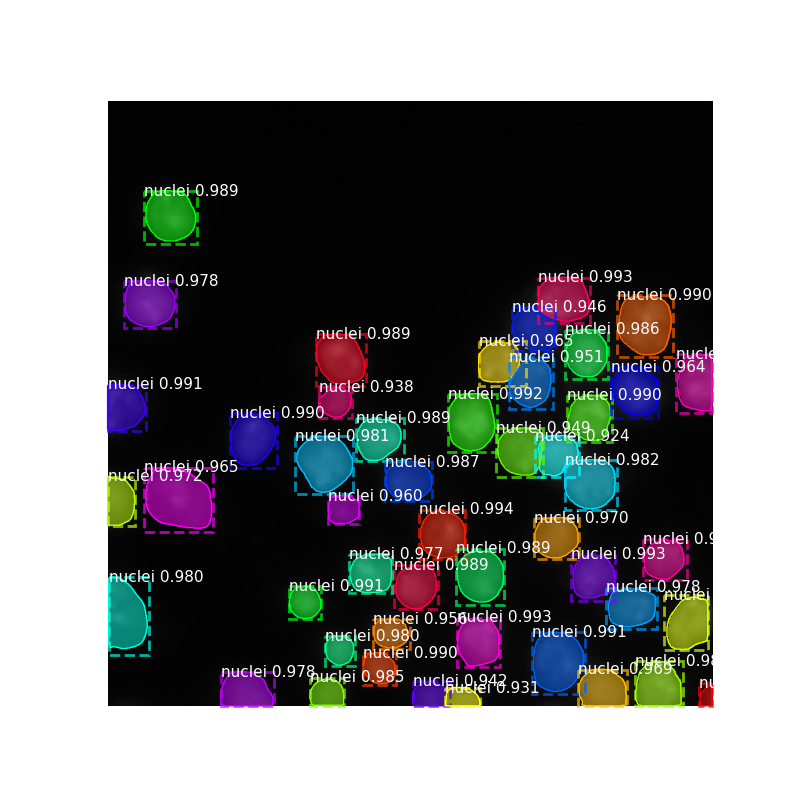 nuclei 0.989
nuclei 0.978
nuclei 0.993
nuclei 0.990
nuclei 0.946
nuclei 0.986
nuclei 0.989
nuclei 0.965
nuclei 0.951
nuclei 0.964
nuclei 0.991
nuclei 0.938
nuclei 0.992
nuclei 0.990
nuclei 0.990
nuclei 0.989
nuclei 0.949
nuclei 0.924
nuclei 0.981
nuclei 0.982
nuclei 0.987
nuclei 0.965
nuclei 0.972
nuclei 0.960
nuclei 0.994
nuclei 0.970
nuclei 0.989
nuclei 0.977
nuclei 0.993
nuclei 0.989
nuclei 0.980
nuclei 0.991
nuclei 0.978
nuclei
nuclei 0.956
nuclei 0.993
nuclei 0.980
nuclei 0.991
nuclei 0.990
nuclei 0.969
nuclei 0.978
nuclei 0.985
nuclei 0.942
nuclei 0.931